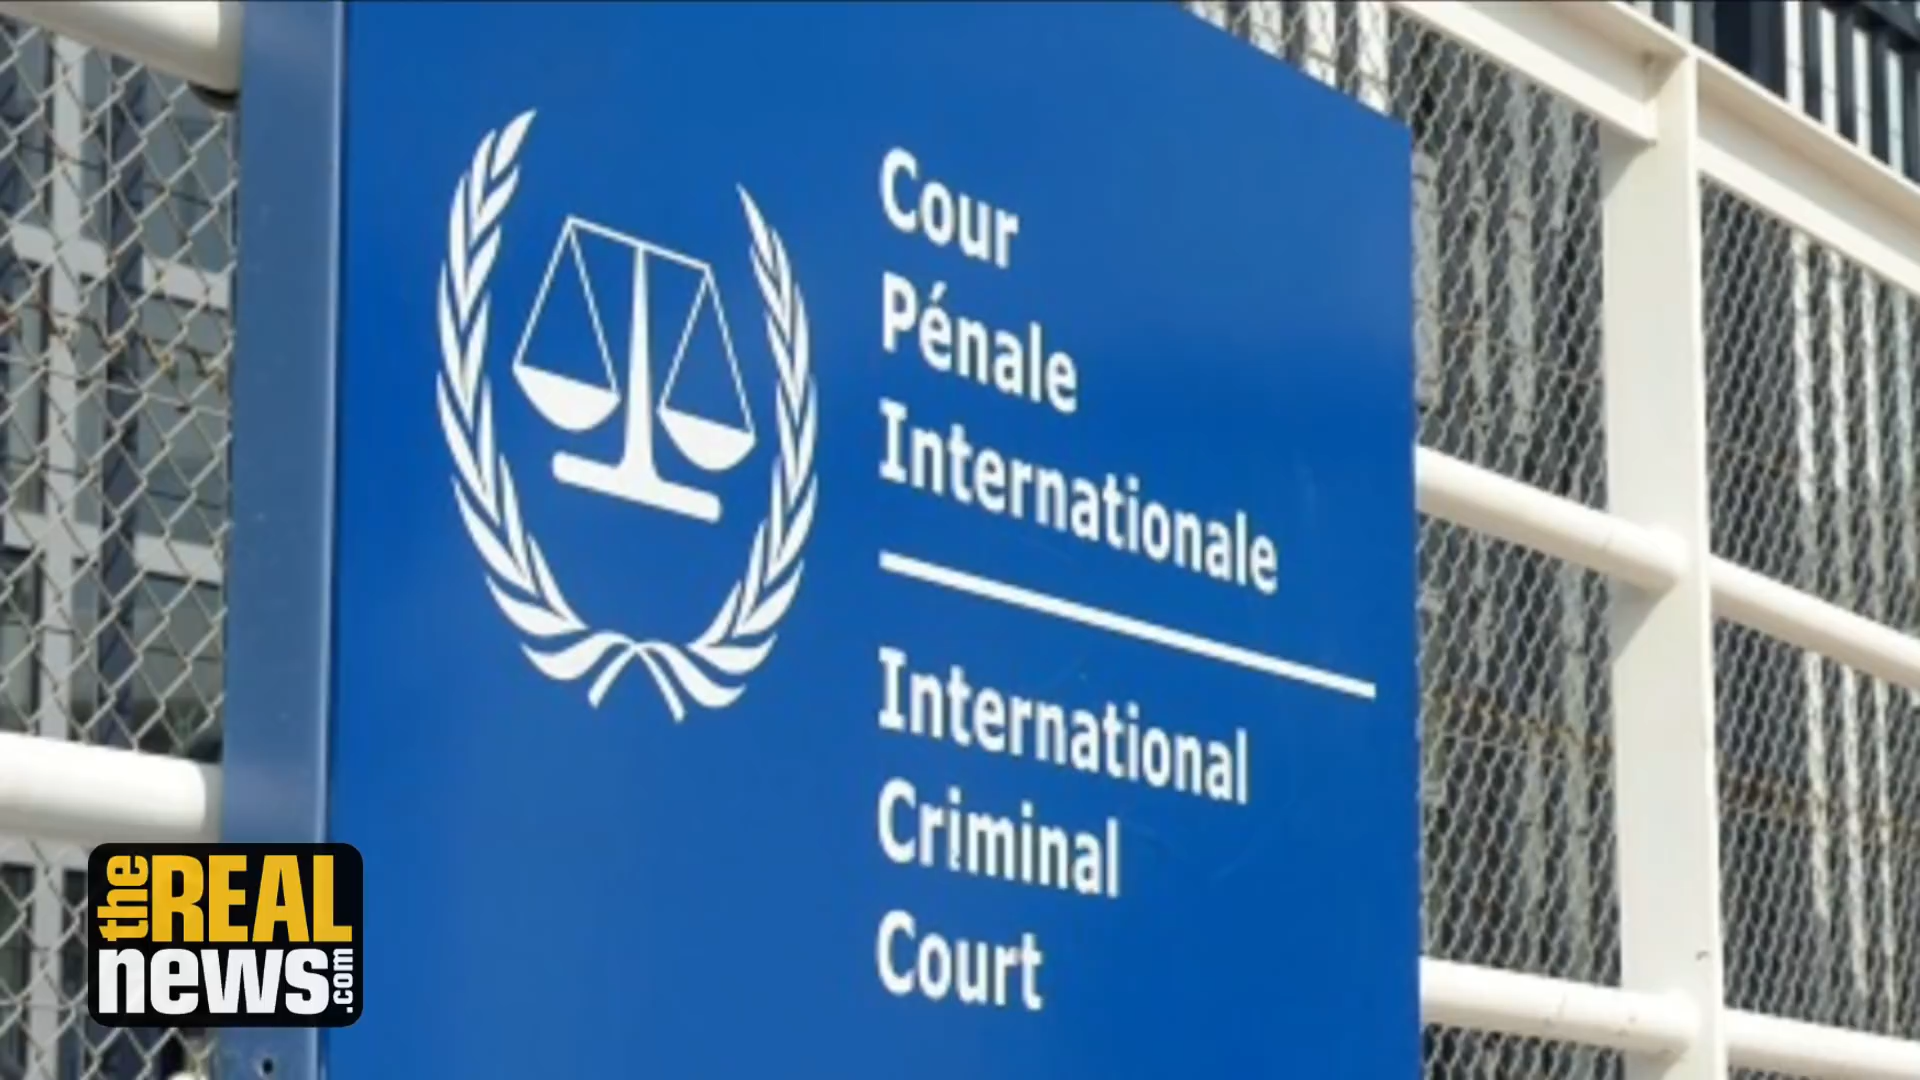 Cour
Pénale
Internationale
International
Criminal
Court
the REAL
news.com